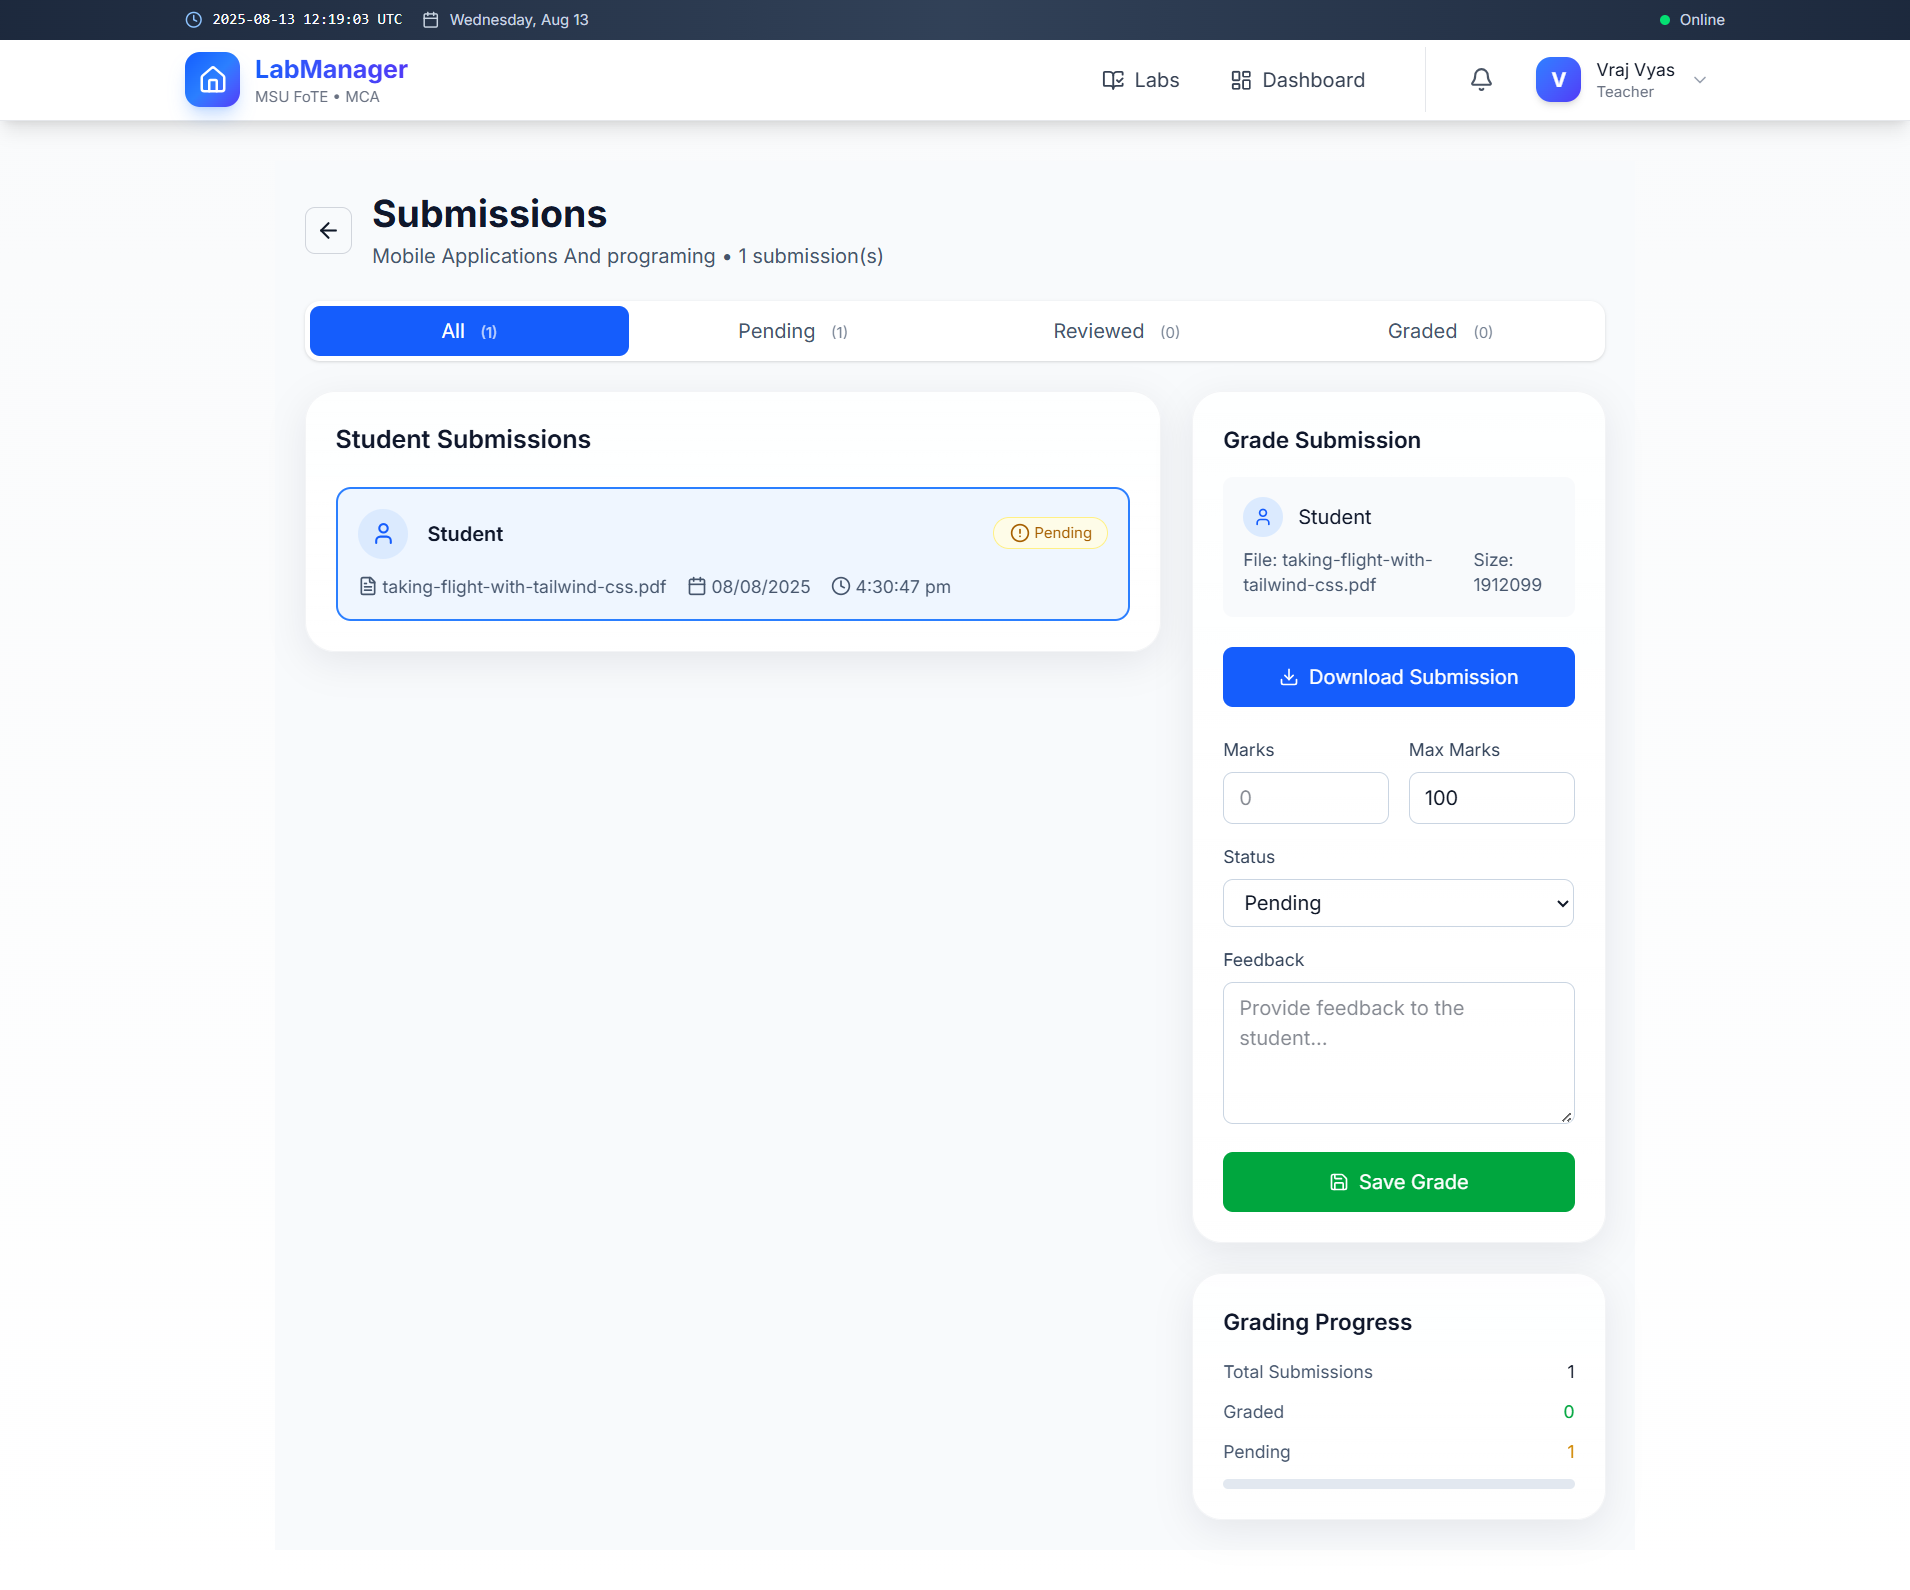 2025-08-13 12:19:03 UTC Wednesday, Aug 13 Online
LabManager
MSU FoTE • MCA
Labs Dashboard
V
Vraj Vyas
Teacher
Submissions
Mobile Applications And programing • 1 submission(s)
All (1) Pending (1) Reviewed (0) Graded (0)
Student Submissions
Student Pending
taking-flight-with-tailwind-css.pdf 08/08/2025 4:30:47 pm
Grade Submission
Student
File: taking-flight-with-
tailwind-css.pdf
Size:
1912099
Download Submission
Marks Max Marks
0 100
Status
Pending
Feedback
Provide feedback to the
student...
Save Grade
Grading Progress
Total Submissions 1
Graded 0
Pending 1